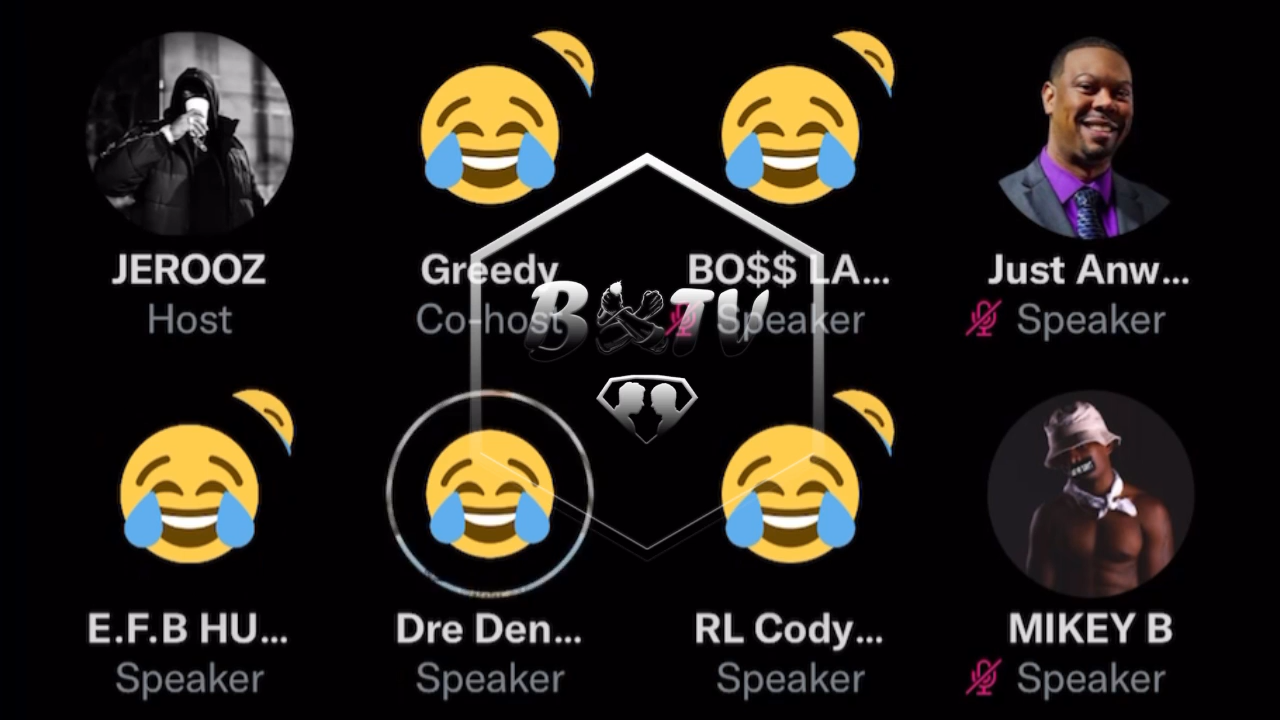 JEROOZ
Host
Greedy
Co-host
BO$$ LA...
Speaker
Just Anw...
Speaker
B TV
E.F.B HU...
Speaker
Dre Den...
Speaker
RL Cody...
Speaker
MIKEY B
Speaker